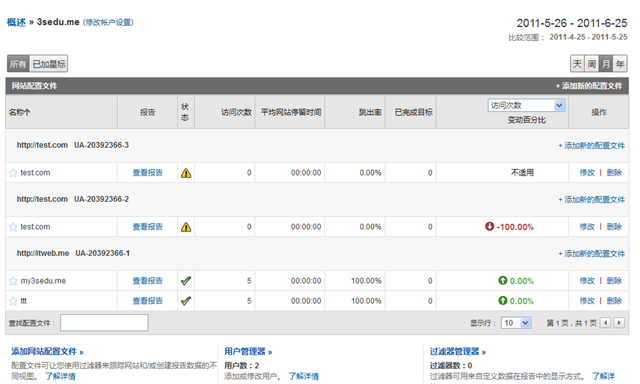 概述 » 3sedu.me (修改帐户设置)
2011-5-26 - 2011-6-25
比较范围： 2011-4-25 - 2011-5-25
所有 已加星标
天 周 月 年
网站配置文件 + 添加新的配置文件
名称个 报告 状态 访问次数 平均网站停留时间 跳出率 已完成目标 访问次数 变动百分比 操作
http://test.com UA-20392366-3 + 添加新的配置文件
test.com 查看报告 0 00:00:00 0.00% 0 不适用 修改 | 删除
http://test.com UA-20392366-2 + 添加新的配置文件
test.com 查看报告 0 00:00:00 0.00% 0 -100.00% 修改 | 删除
http://itweb.me UA-20392366-1 + 添加新的配置文件
my3sedu.me 查看报告 5 00:00:00 100.00% 0 0.00% 修改 | 删除
ttt 查看报告 5 00:00:00 100.00% 0 0.00% 修改 | 删除
查找配置文件： 显示行： 10 第 1 页，共 1 页
添加网站配置文件 »
配置文件可让您使用过滤器来跟踪网站和/或创建报告数据的不
同视图。 了解详情
用户管理器 »
用户数：2
添加或修改用户。 了解详情
过滤器管理器 »
过滤器数：0
过滤器可用来自定义数据在报告中的显示方式。 了解详